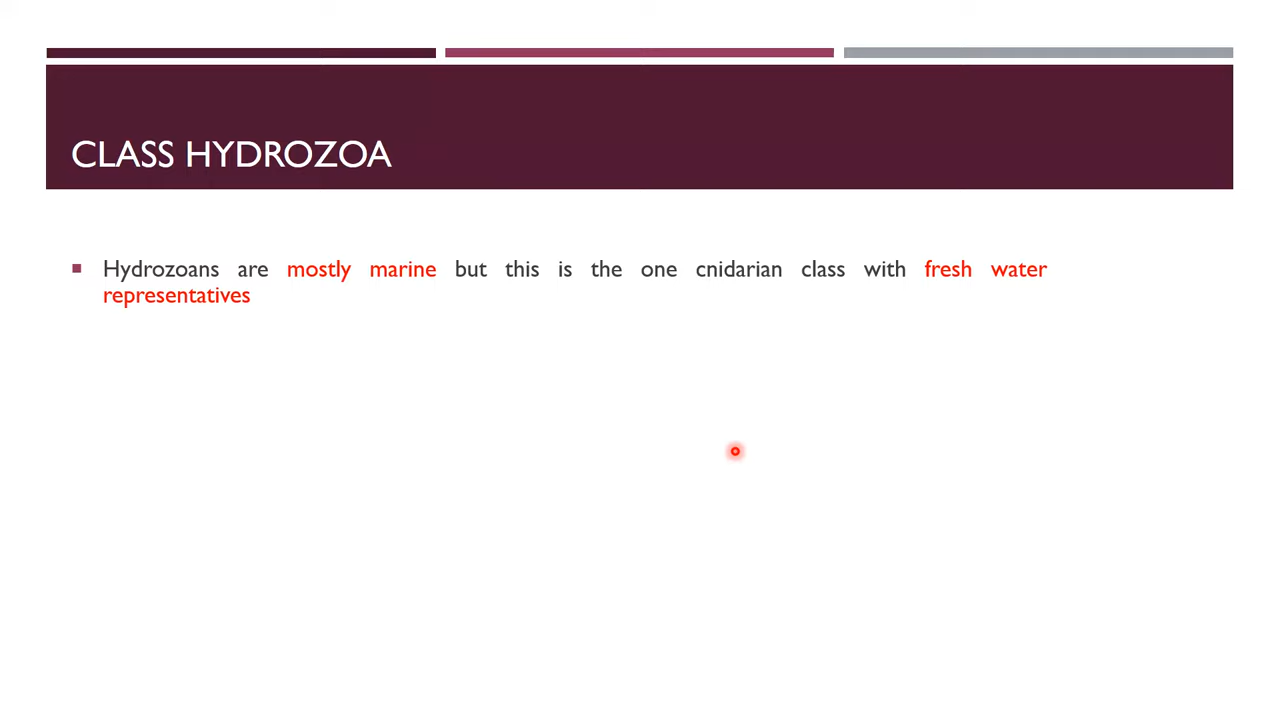 CLASS HYDROZOA
Hydrozoans are mostly marine but this is the one cnidarian class with fresh water
representatives